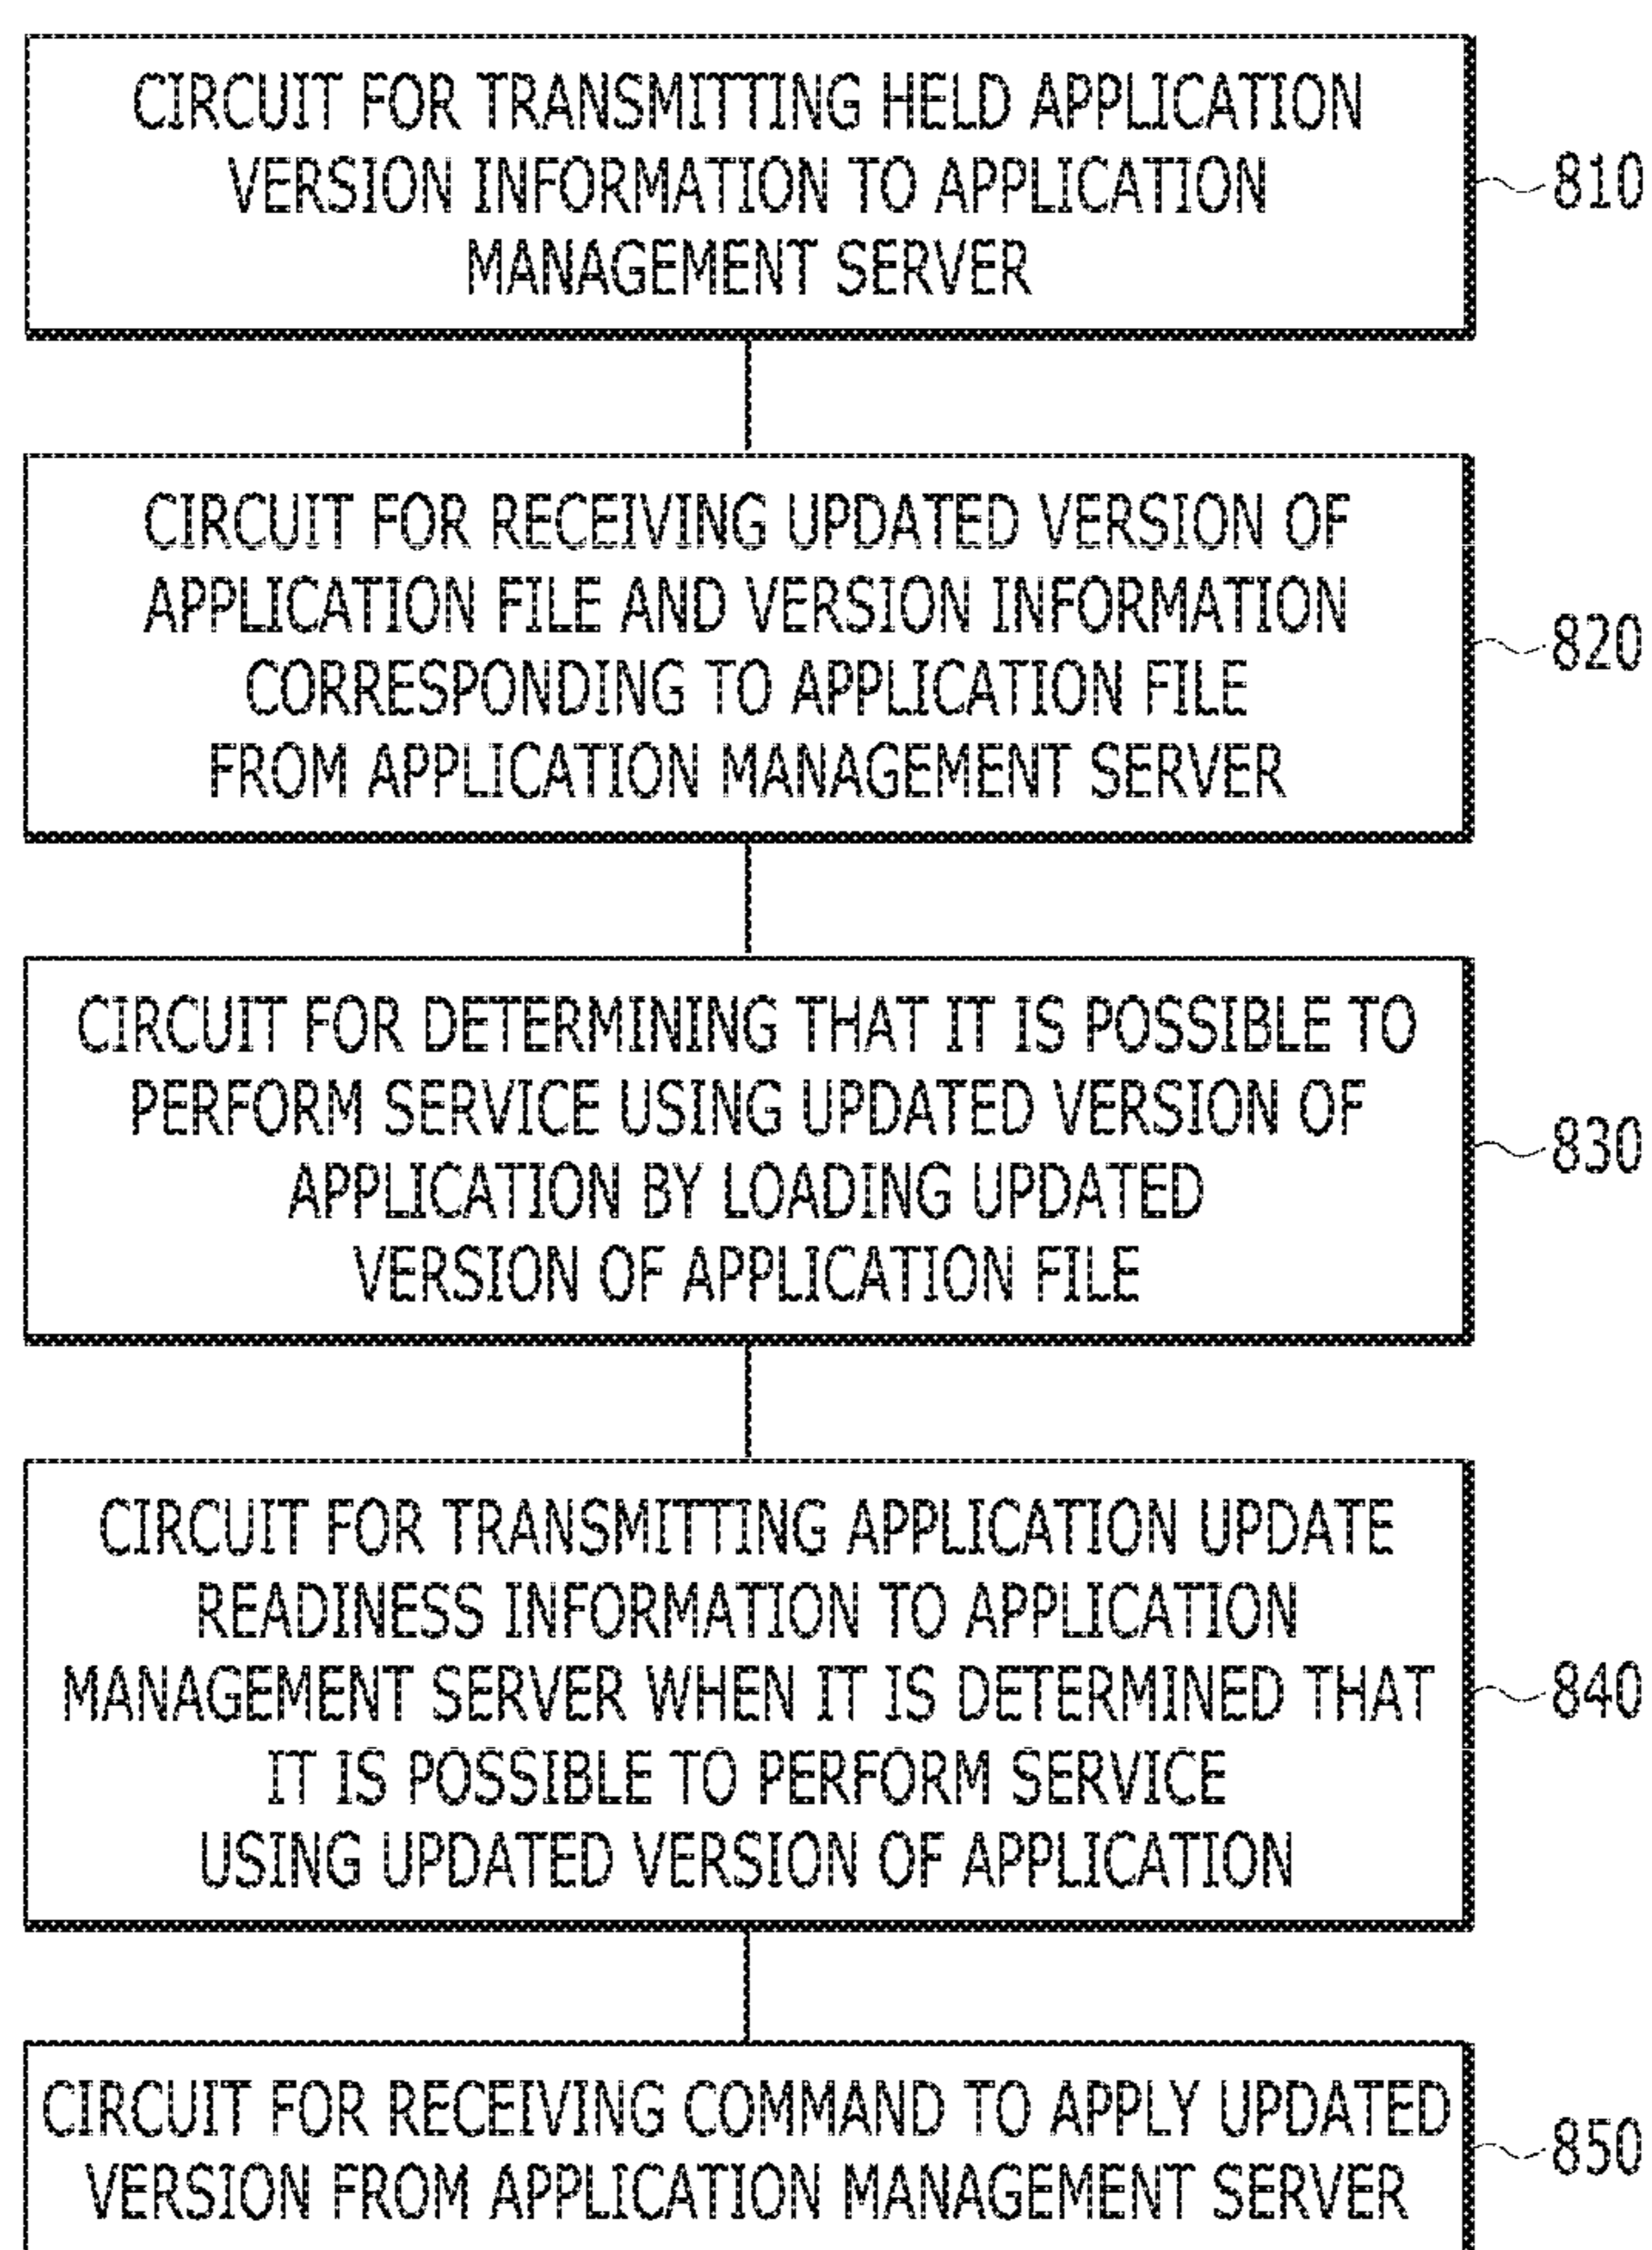 CIRCUIT FOR TRANSMITTING HELD APPLICATION
VERSION INFORMATION TO APPLICATION
MANAGEMENT SERVER
810
CIRCUIT FOR RECEIVING UPDATED VERSION OF
APPLICATION FILE AND VERSION INFORMATION
CORRESPONDING TO APPLICATION FILE
FROM APPLICATION MANAGEMENT SERVER
820
CIRCUIT FOR DETERMINING THAT IT IS POSSIBLE TO
PERFORM SERVICE USING UPDATED VERSION OF
APPLICATION BY LOADING UPDATED
VERSION OF APPLICATION FILE
830
CIRCUIT FOR TRANSMITTING APPLICATION UPDATE
READINESS INFORMATION TO APPLICATION
MANAGEMENT SERVER WHEN IT IS DETERMINED THAT
IT IS POSSIBLE TO PERFORM SERVICE
USING UPDATED VERSION OF APPLICATION
840
CIRCUIT FOR RECEIVING COMMAND TO APPLY UPDATED
VERSION FROM APPLICATION MANAGEMENT SERVER
850